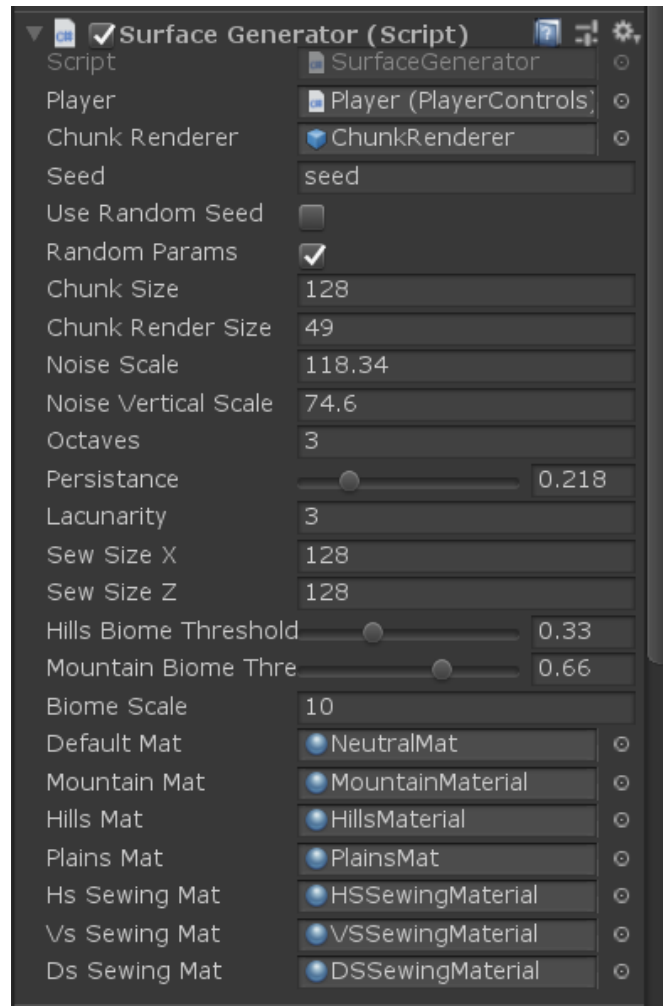 Surface Generator (Script)
Script SurfaceGenerator
Player Player (PlayerControls)
Chunk Renderer ChunkRenderer
Seed seed
Use Random Seed
Random Params
Chunk Size 128
Chunk Render Size 49
Noise Scale 118.34
Noise Vertical Scale 74.6
Octaves 3
Persistance 0.218
Lacunarity 3
Sew Size X 128
Sew Size Z 128
Hills Biome Threshold 0.33
Mountain Biome Thre 0.66
Biome Scale 10
Default Mat NeutralMat
Mountain Mat MountainMaterial
Hills Mat HillsMaterial
Plains Mat PlainsMat
Hs Sewing Mat HSSewingMaterial
Vs Sewing Mat VSSewingMaterial
Ds Sewing Mat DSSewingMaterial